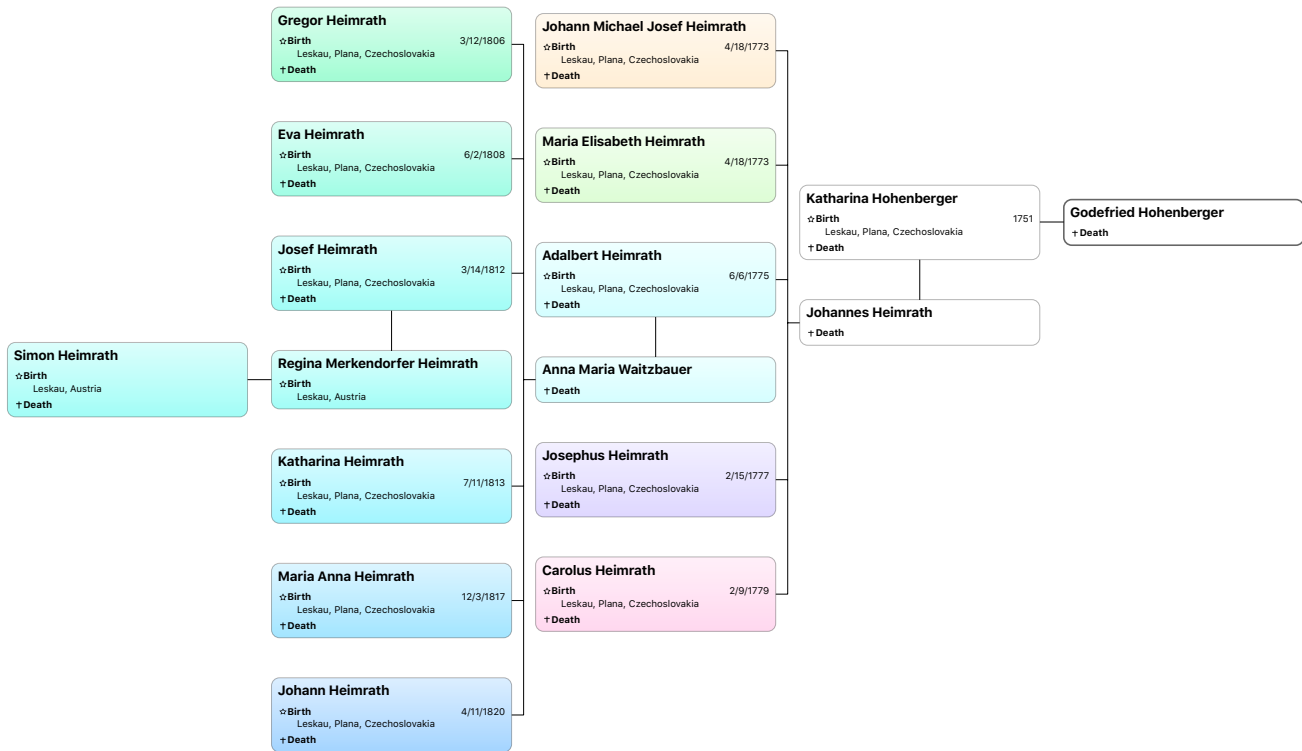 Simon Heimrath
☆Birth
Leskau, Austria
†Death
Gregor Heimrath
☆Birth 3/12/1806
Leskau, Plana, Czechoslovakia
†Death
Eva Heimrath
☆Birth 6/2/1808
Leskau, Plana, Czechoslovakia
†Death
Josef Heimrath
☆Birth 3/14/1812
Leskau, Plana, Czechoslovakia
†Death
Regina Merkendorfer Heimrath
☆Birth
Leskau, Austria
Katharina Heimrath
☆Birth 7/11/1813
Leskau, Plana, Czechoslovakia
†Death
Maria Anna Heimrath
☆Birth 12/3/1817
Leskau, Plana, Czechoslovakia
†Death
Johann Heimrath
☆Birth 4/11/1820
Leskau, Plana, Czechoslovakia
†Death
Johann Michael Josef Heimrath
☆Birth 4/18/1773
Leskau, Plana, Czechoslovakia
†Death
Maria Elisabeth Heimrath
☆Birth 4/18/1773
Leskau, Plana, Czechoslovakia
†Death
Adalbert Heimrath
☆Birth 6/6/1775
Leskau, Plana, Czechoslovakia
†Death
Anna Maria Waitzbauer
†Death
Josephus Heimrath
☆Birth 2/15/1777
Leskau, Plana, Czechoslovakia
†Death
Carolus Heimrath
☆Birth 2/9/1779
Leskau, Plana, Czechoslovakia
†Death
Katharina Hohenberger
☆Birth 1751
Leskau, Plana, Czechoslovakia
†Death
Johannes Heimrath
†Death
Godefried Hohenberger
†Death